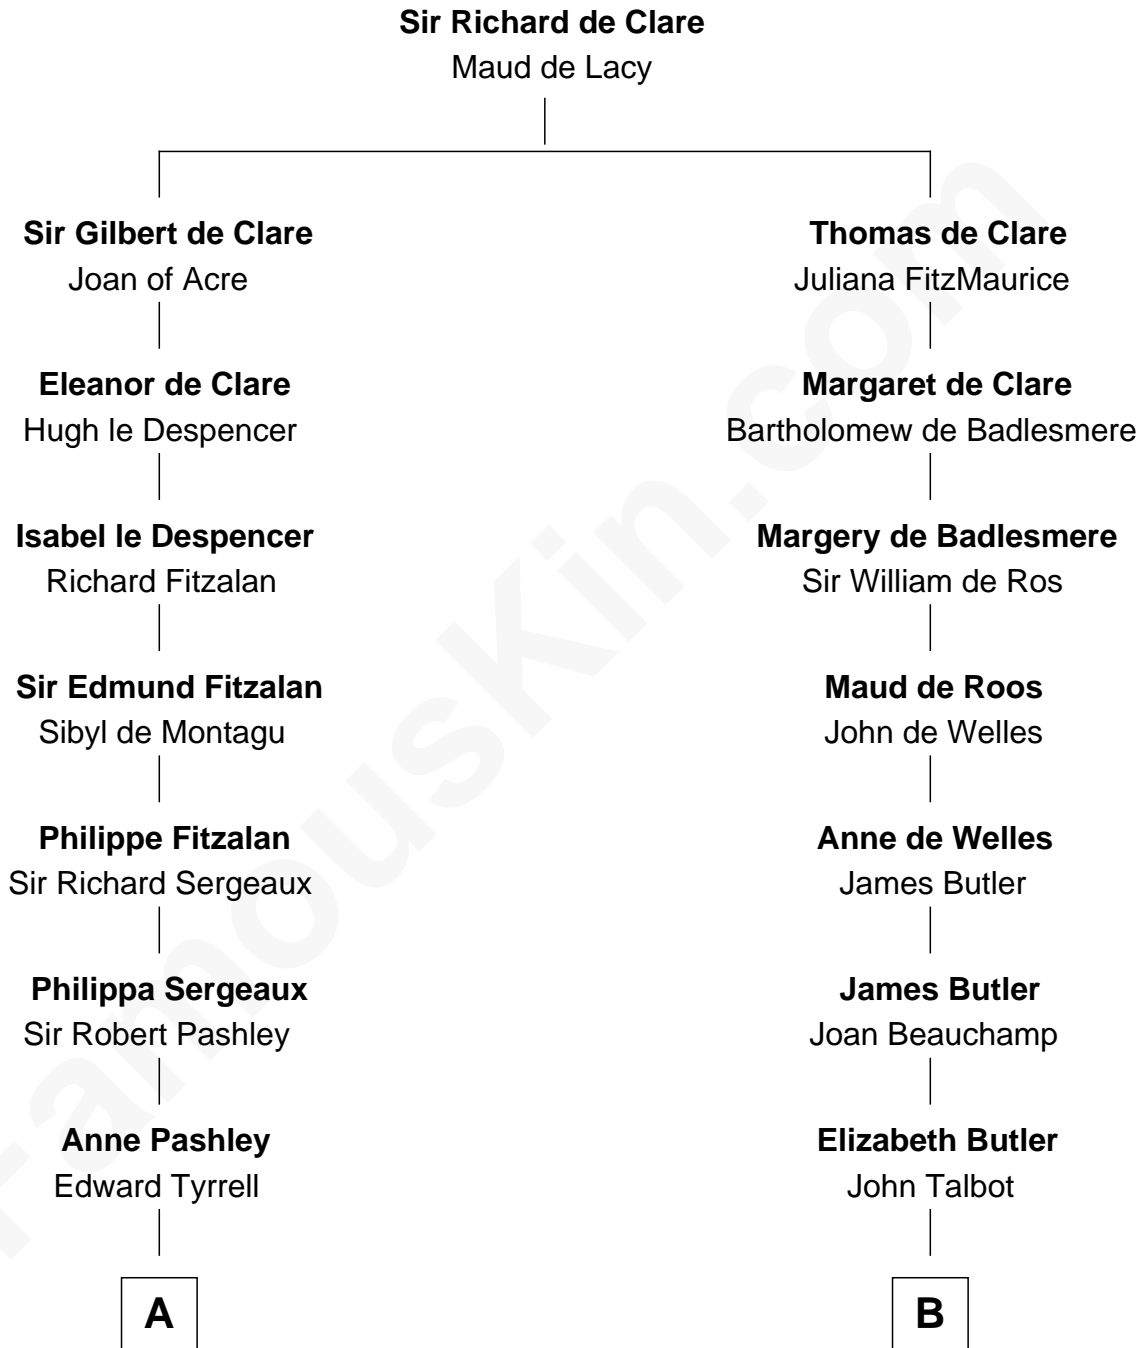 Sir Richard de Clare
Maud de Lacy
Sir Gilbert de Clare
Joan of Acre
Thomas de Clare
Juliana FitzMaurice
Eleanor de Clare
Hugh le Despencer
Margaret de Clare
Bartholomew de Badlesmere
Isabel le Despencer
Richard Fitzalan
Margery de Badlesmere
Sir William de Ros
Sir Edmund Fitzalan
Sibyl de Montagu
Maud de Roos
John de Welles
Philippe Fitzalan
Sir Richard Sergeaux
Anne de Welles
James Butler
Philippa Sergeaux
Sir Robert Pashley
James Butler
Joan Beauchamp
Anne Pashley
Edward Tyrrell
Elizabeth Butler
John Talbot
A
B
FamousKin.com